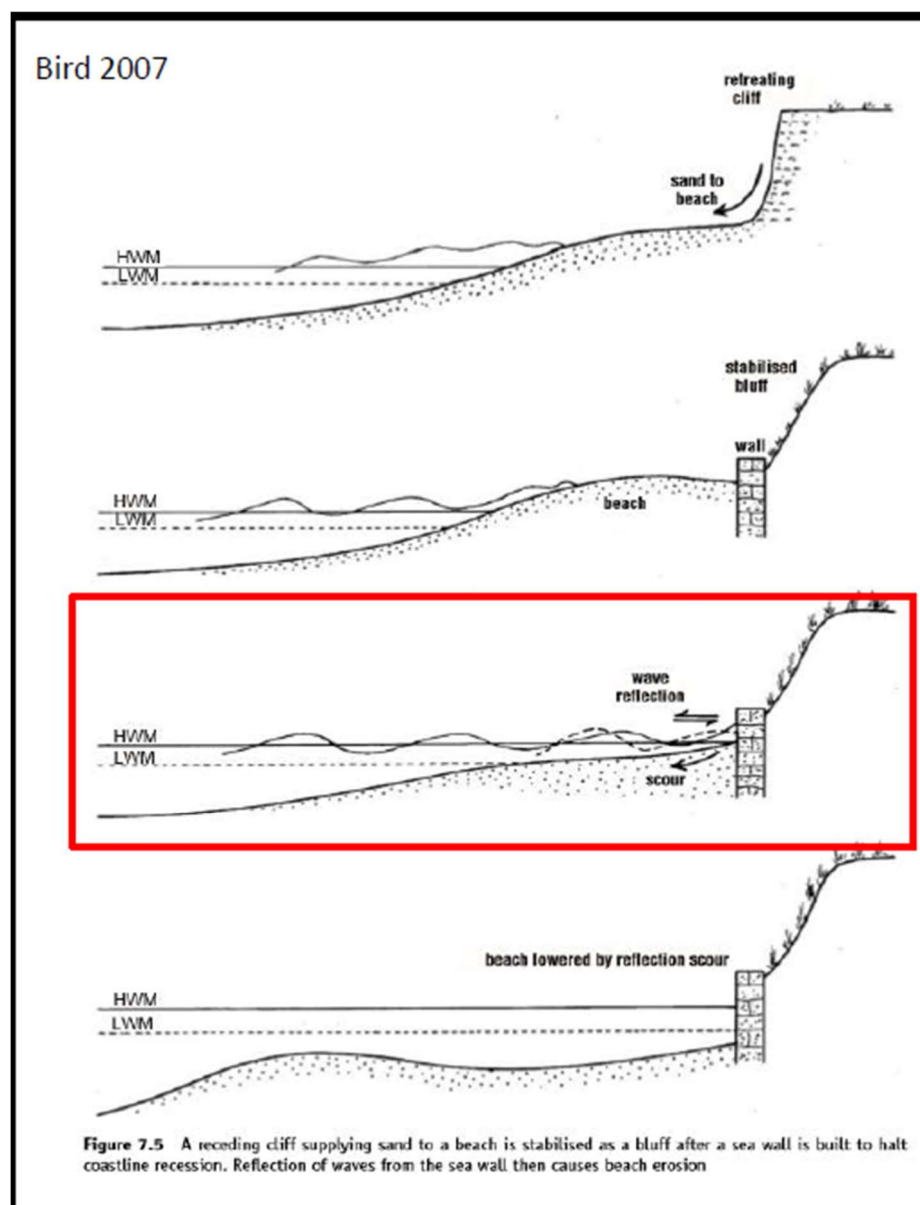 Bird 2007
retreating
cliff
sand to
beach
HWM
LWM
stabilised
bluff
wall
HWM
LWM
beach
wave
reflection
HWM
LWM
scour
beach lowered by reflection scour
HWM
LWM
Figure 7.5 A receding cliff supplying sand to a beach is stabilised as a bluff after a sea wall is built to halt
coastline recession. Reflection of waves from the sea wall then causes beach erosion